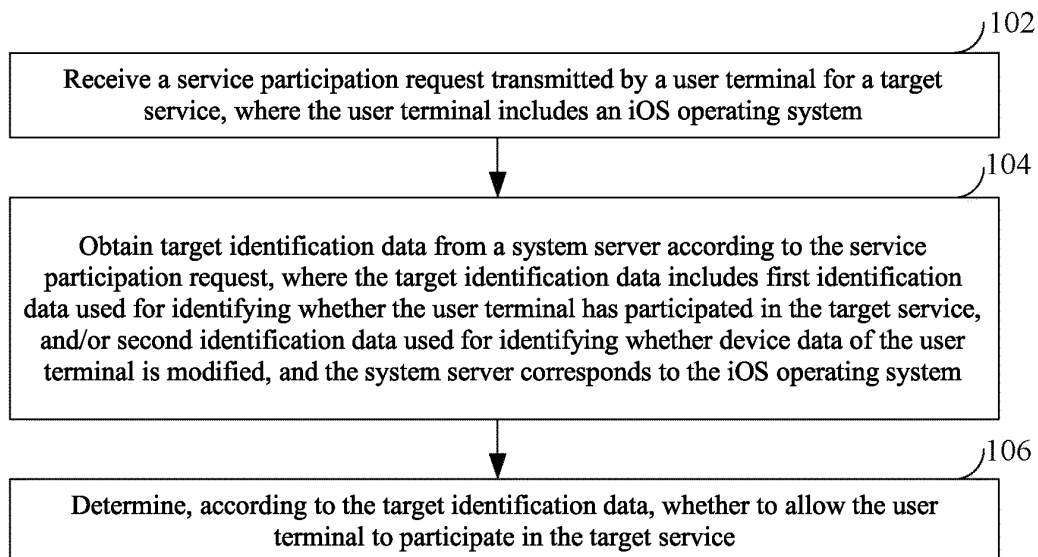 102
Receive a service participation request transmitted by a user terminal for a target
service, where the user terminal includes an iOS operating system
104
Obtain target identification data from a system server according to the service
participation request, where the target identification data includes first identification
data used for identifying whether the user terminal has participated in the target service,
and/or second identification data used for identifying whether device data of the user
terminal is modified, and the system server corresponds to the iOS operating system
106
Determine, according to the target identification data, whether to allow the user
terminal to participate in the target service